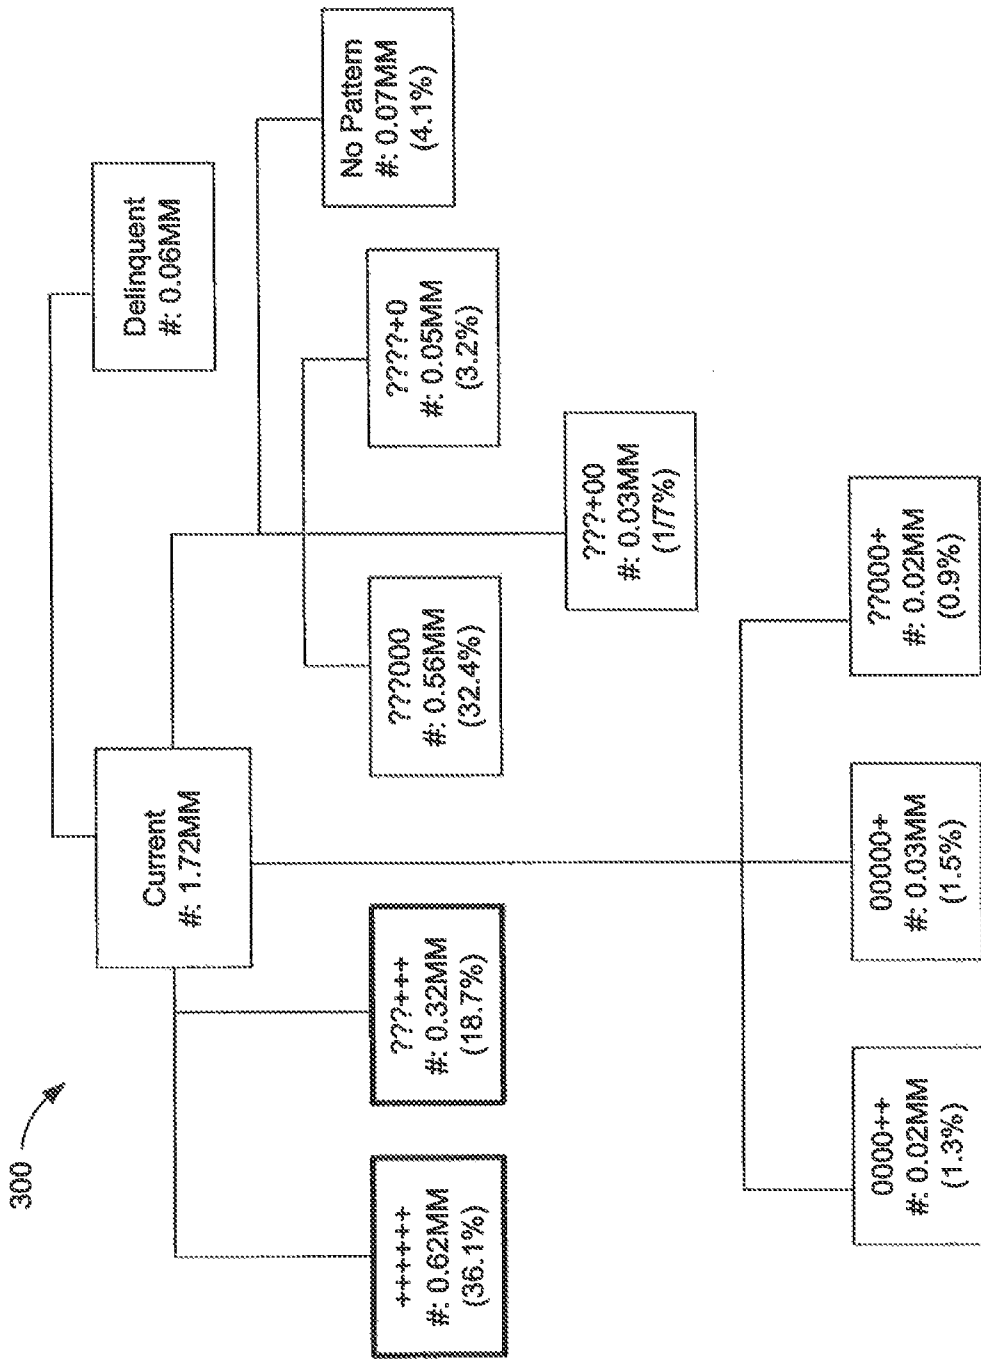 300
Current
#: 1.72MM
Delinquent
#: 0.06MM
++++++
#: 0.62MM
(36.1%)
???+++
#: 0.32MM
(18.7%)
???000
#: 0.56MM
(32.4%)
????+0
#: 0.05MM
(3.2%)
No Pattern
#: 0.07MM
(4.1%)
???+00
#: 0.03MM
(1/7%)
0000++
#: 0.02MM
(1.3%)
00000+
#: 0.03MM
(1.5%)
??000+
#: 0.02MM
(0.9%)